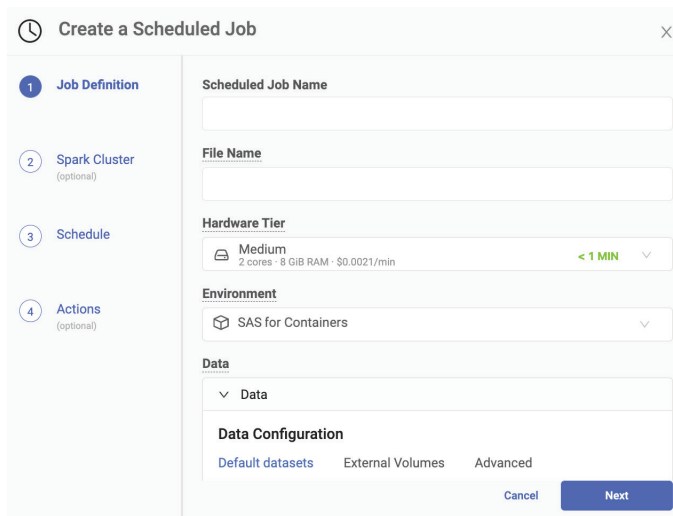 Create a Scheduled Job
X
1 Job Definition
2 Spark Cluster
(optional)
3 Schedule
4 Actions
(optional)
Scheduled Job Name
File Name
Hardware Tier
Medium
2 cores · 8 GiB RAM · $0.0021/min
< 1 MIN
Environment
SAS for Containers
Data
Data
Data Configuration
Default datasets External Volumes Advanced
Cancel Next